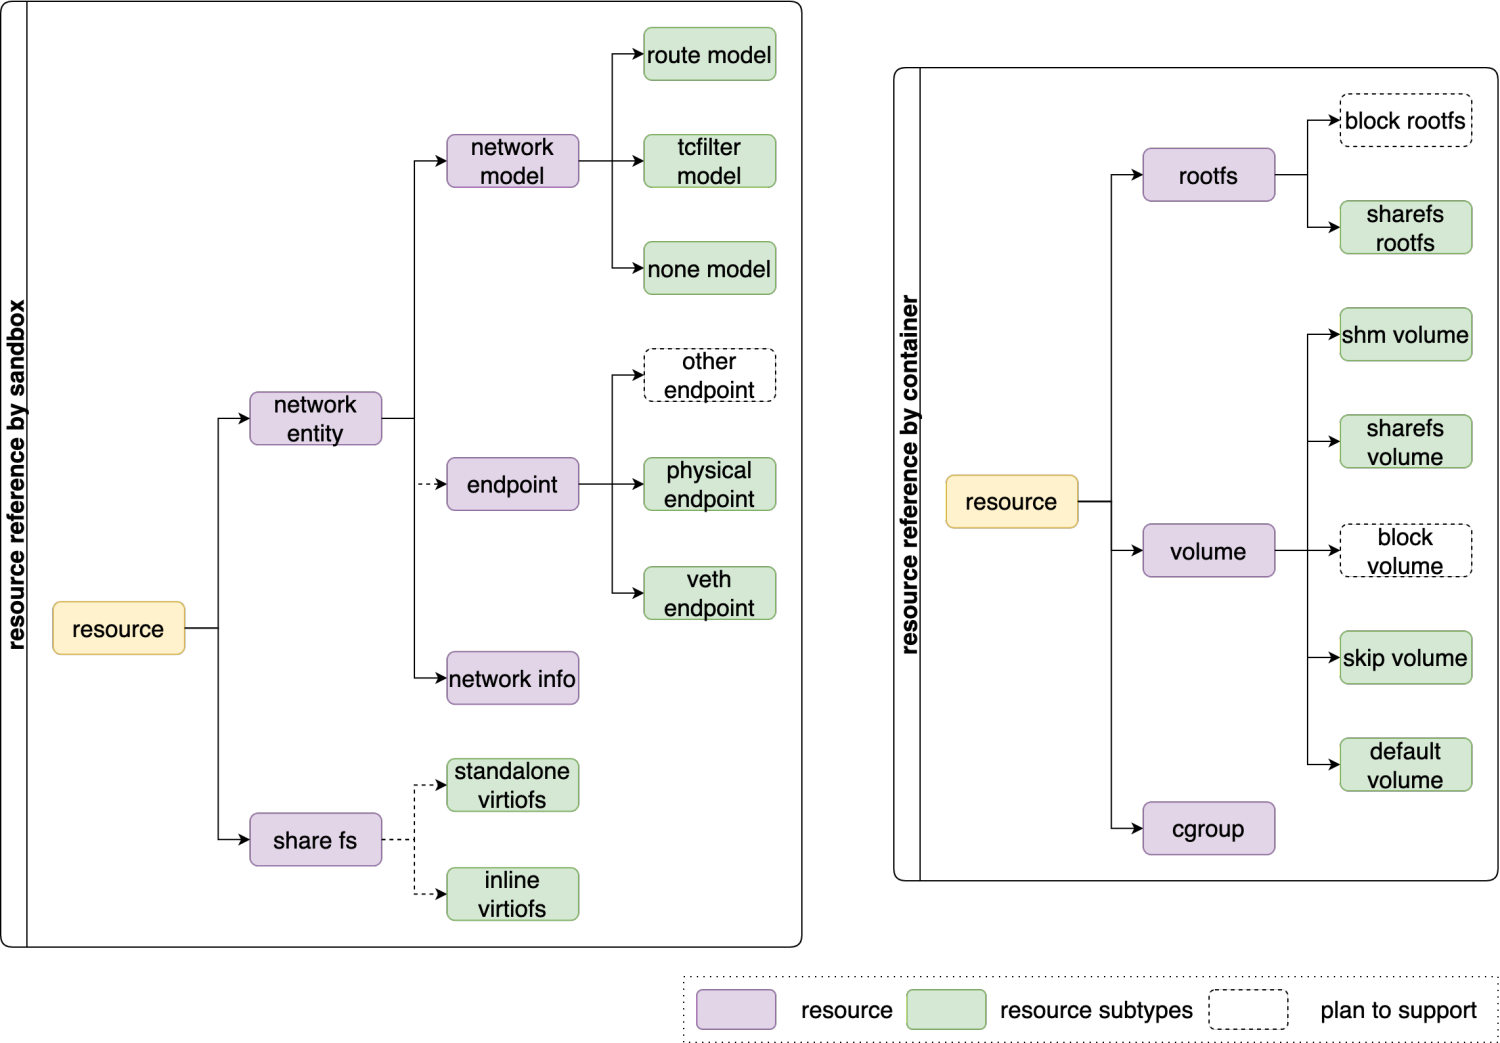 resource reference by sandbox
resource
network
entity
share fs
network
model
endpoint
network info
standalone
virtiofs
inline
virtiofs
route model
tcfilter
model
none model
other
endpoint
physical
endpoint
veth
endpoint
resource reference by container
resource
rootfs
volume
cgroup
block rootfs
sharefs
rootfs
shm volume
sharefs
volume
block
volume
skip volume
default
volume
resource
resource subtypes
plan to support